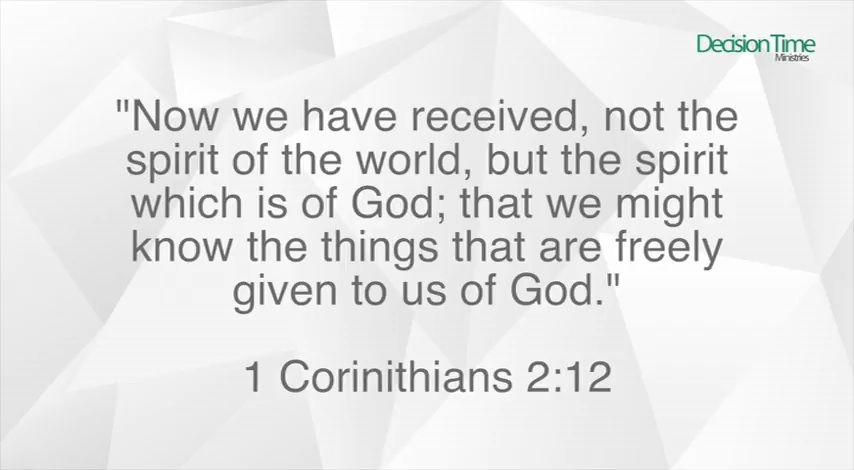 DecisionTime
Ministries
"Now we have received, not the
spirit of the world, but the spirit
which is of God; that we might
know the things that are freely
given to us of God."
1 Corinithians 2:12